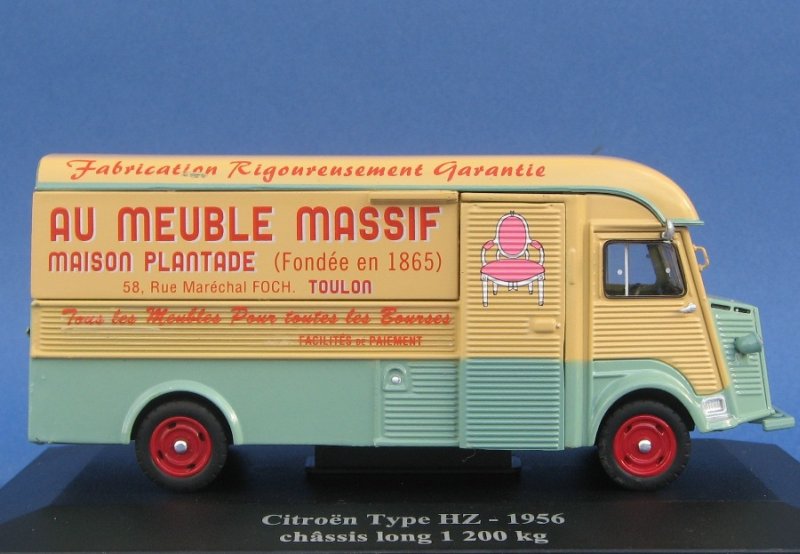 Fabrication Rigoureusement Garantie
AU MEUBLE MASSIF
MAISON PLANTADE (Fondée en 1865)
58, Rue Maréchal FOCH. TOULON
Tous les Meubles Pour toutes les Bourses
FACILITÉS DE PAIEMENT
Citroën Type HZ - 1956
châssis long 1 200 kg